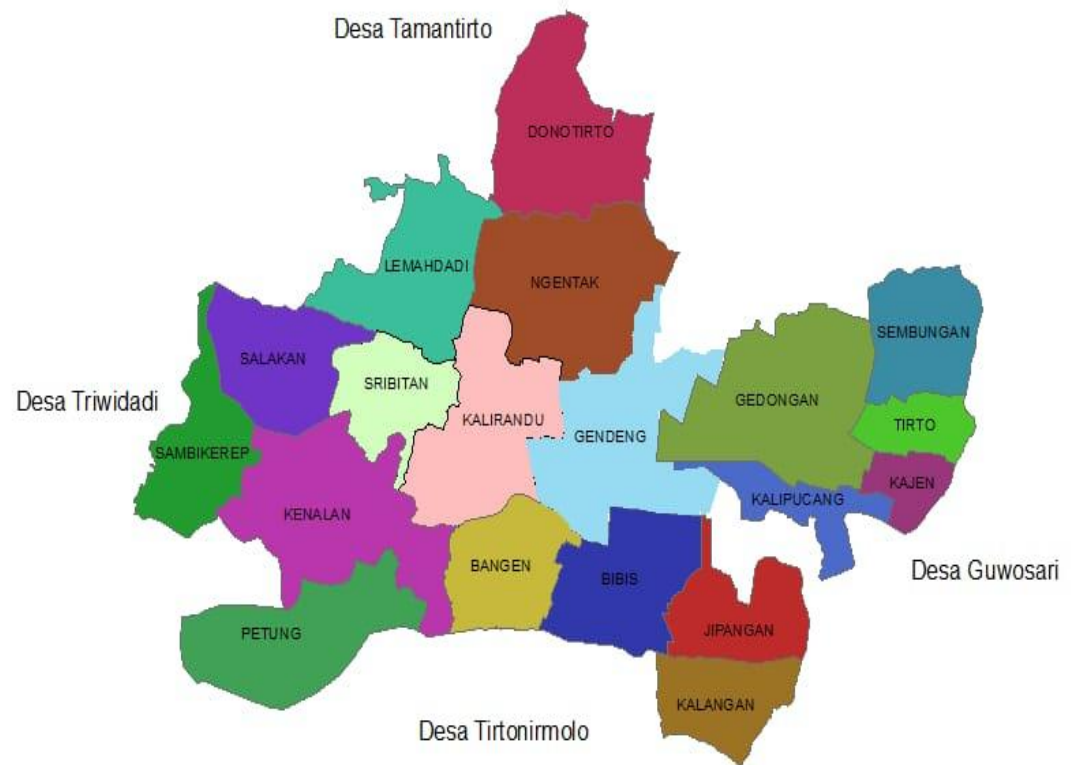 Desa Tamantirto
DONOTIRTO
LEMAHDADI
NGENTAK
SEMBUNGAN
SALAKAN
SRIBITAN
GEDONGAN
Desa Triwidadi
KALIRANDU
GENDENG
TIRTO
SAMBIKEREP
KAJEN
KALIPUCANG
KENALAN
BANGEN
BIBIS
Desa Guwosari
PETUNG
JIPANGAN
KALANGAN
Desa Tirtonirmolo